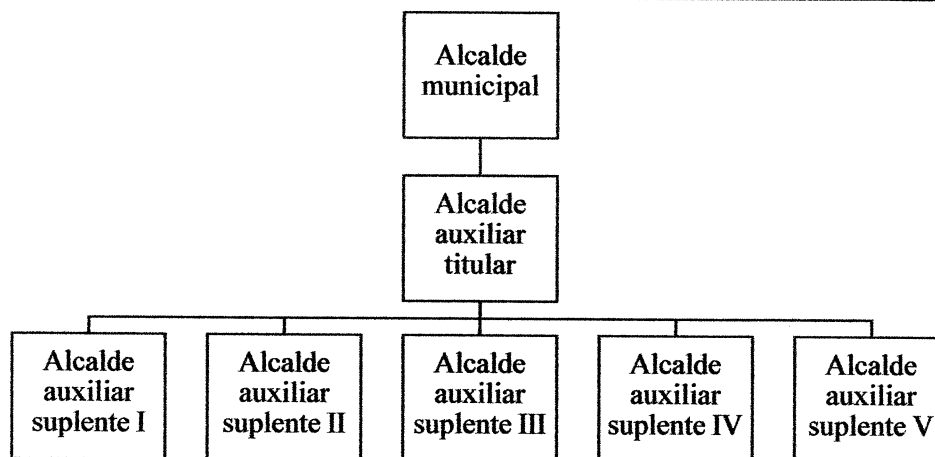 Alcalde
municipal
Alcalde
auxiliar
titular
Alcalde
auxiliar
suplente I
Alcalde
auxiliar
suplente II
Alcalde
auxiliar
suplente III
Alcalde
auxiliar
suplente IV
Alcalde
auxiliar
suplente V